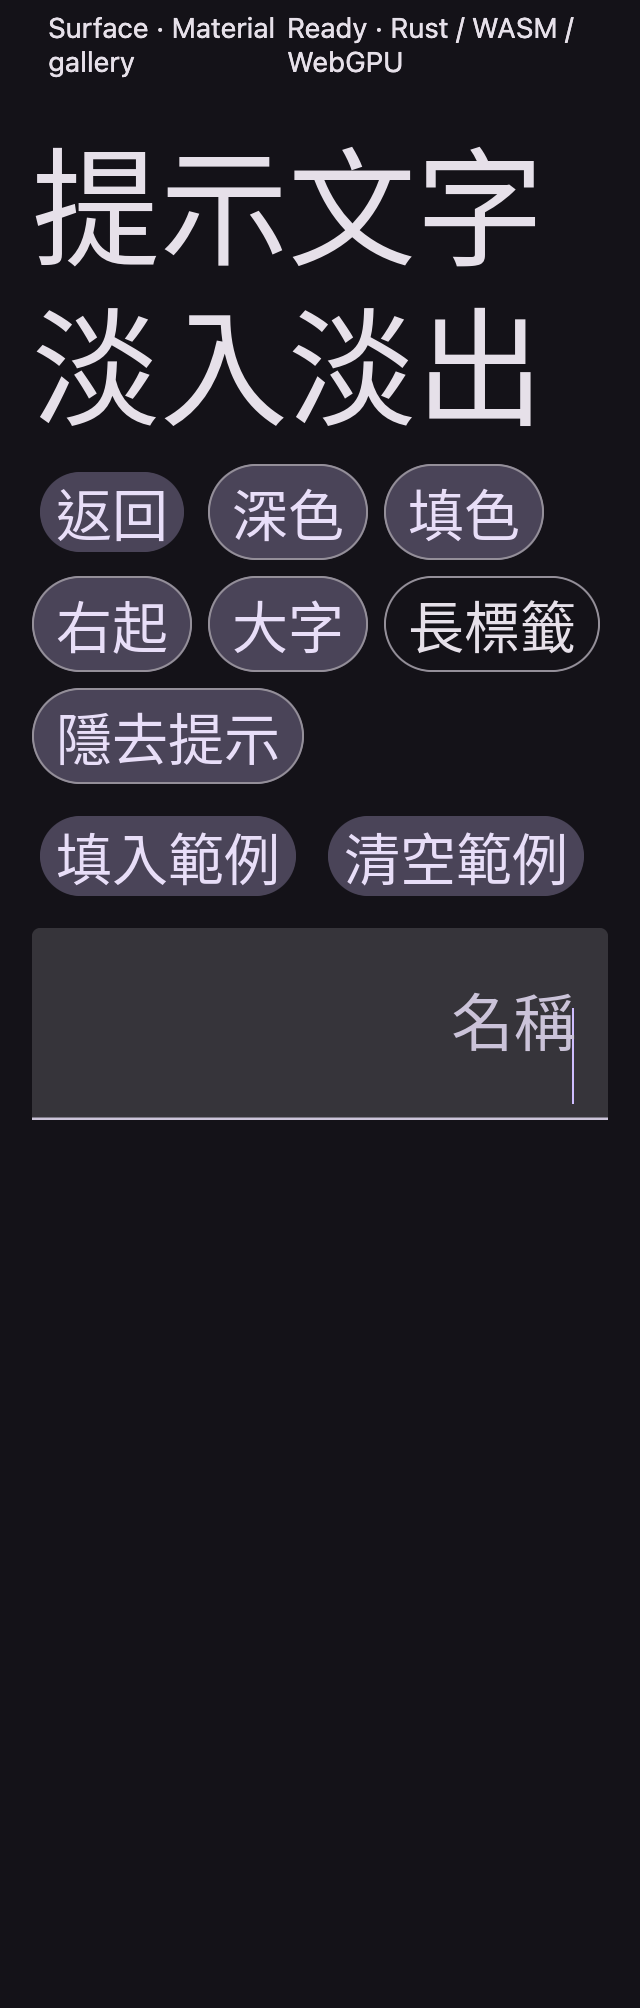 Surface · Material gallery
Ready · Rust / WASM / WebGPU
提示文字
淡入淡出
返回 深色 填色
右起 大字 長標籤
隱去提示
填入範例 清空範例
名稱